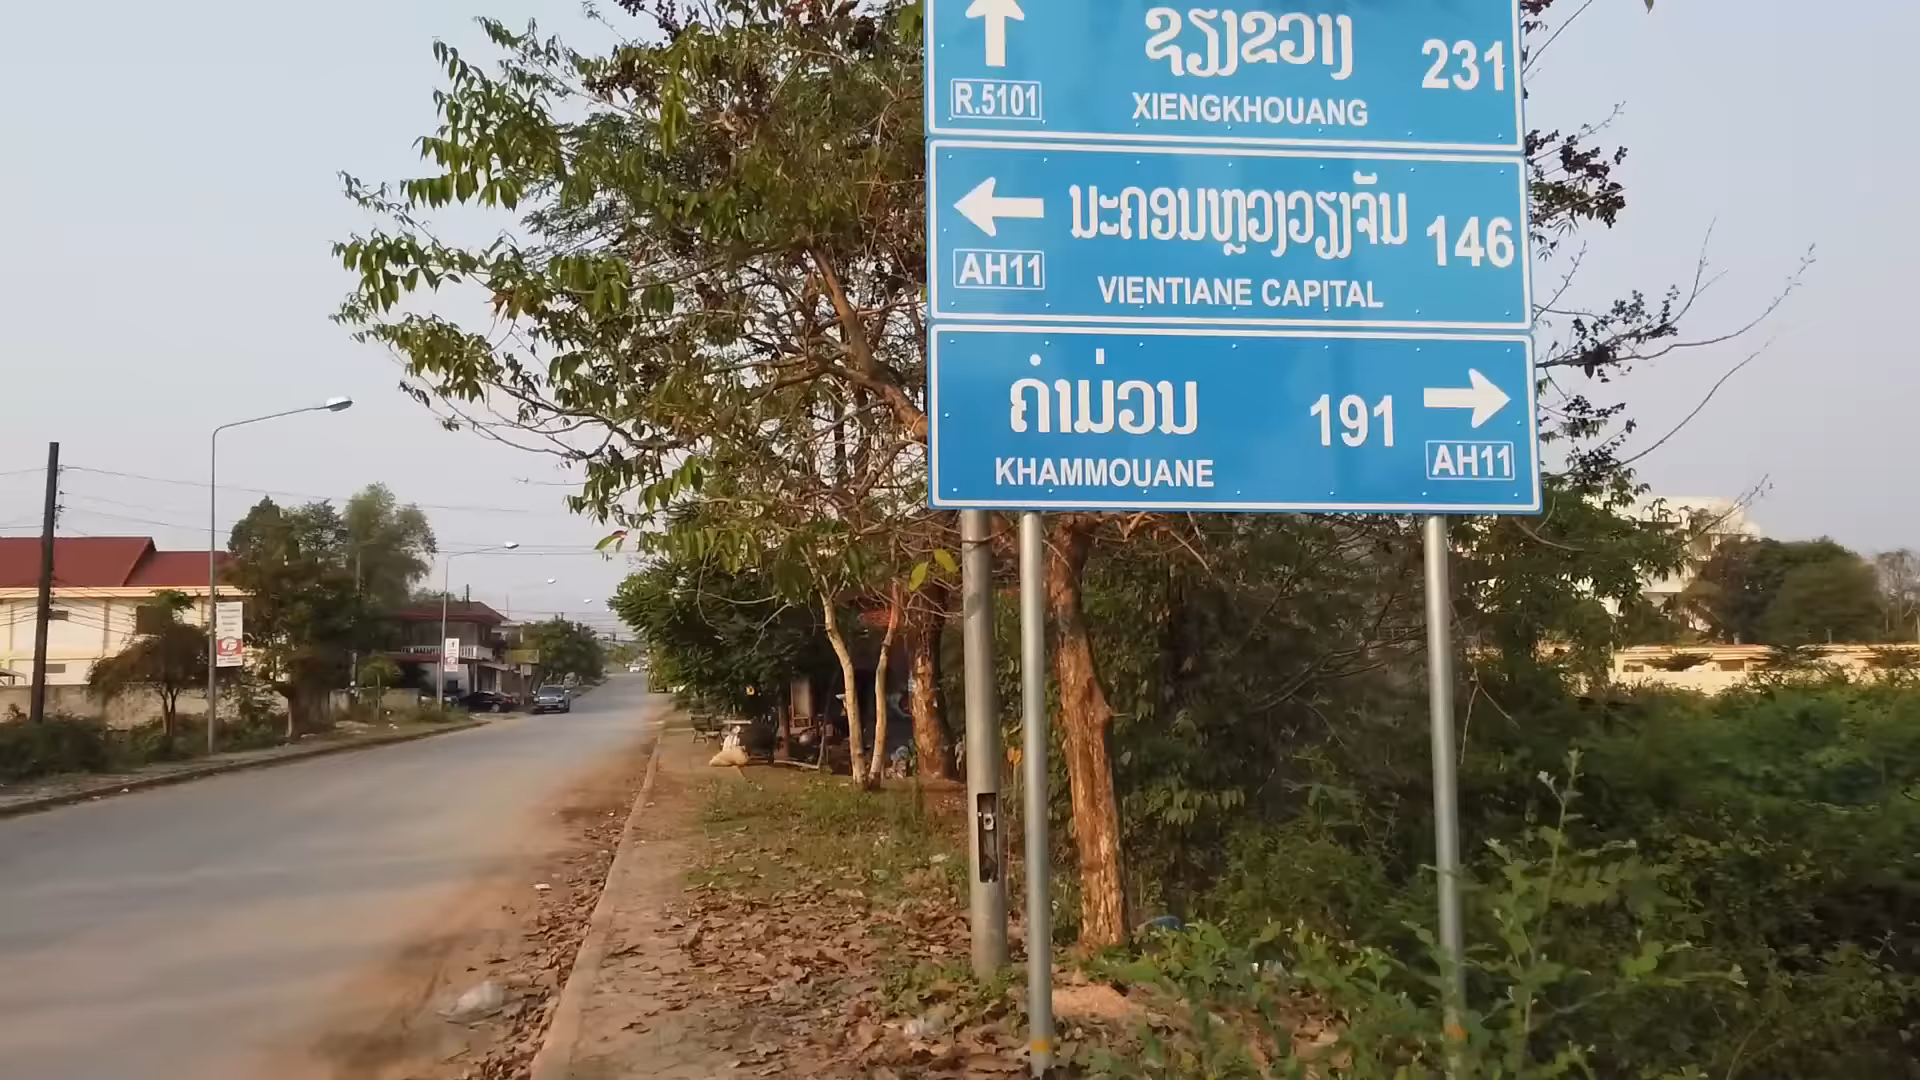 ຊຽງຂວາງ 231
R.5101
XIENGKHOUANG
ນະຄອນຫຼວງວຽງຈັນ 146
AH11
VIENTIANE CAPITAL
ຄໍາມ່ວນ 191
KHAMMOUANE
AH11